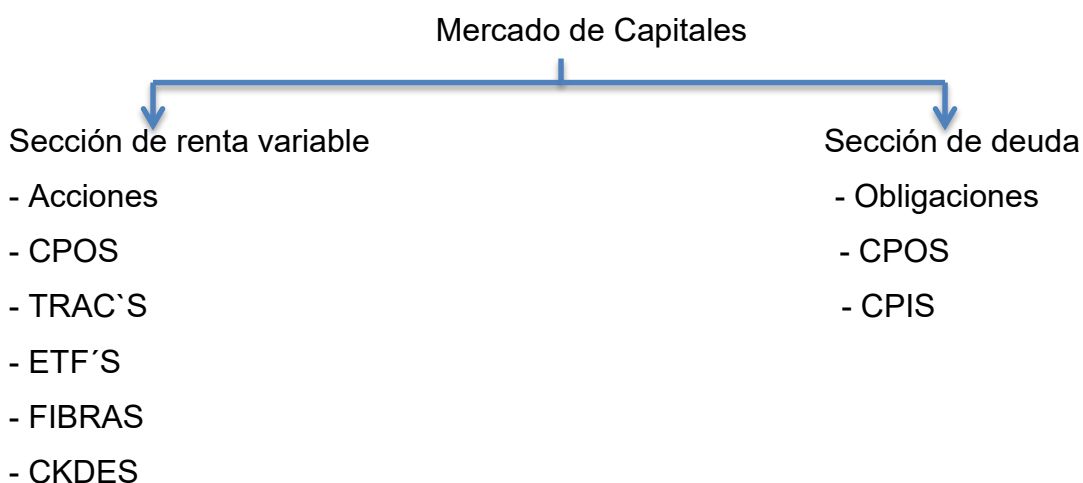 Mercado de Capitales
Sección de renta variable
- Acciones
- CPOS
- TRAC`S
- ETF´S
- FIBRAS
- CKDES
Sección de deuda
- Obligaciones
- CPOS
- CPIS